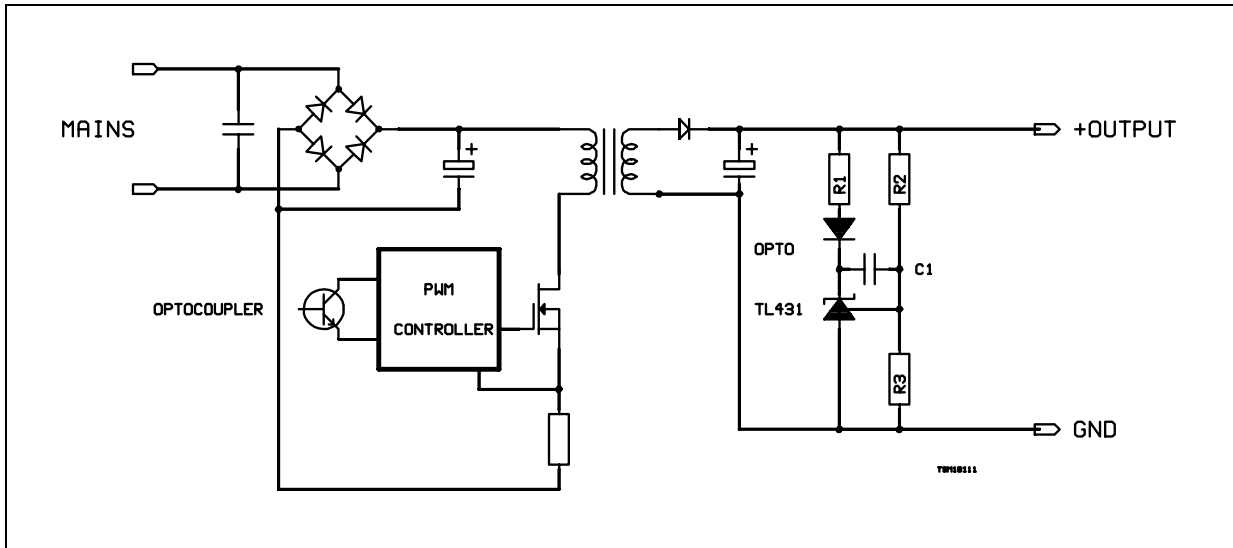 MAINS
+
+
+OUTPUT
R1
R2
OPTO
C1
OPTOCOUPLER
PWM
CONTROLLER
TL431
R3
GND